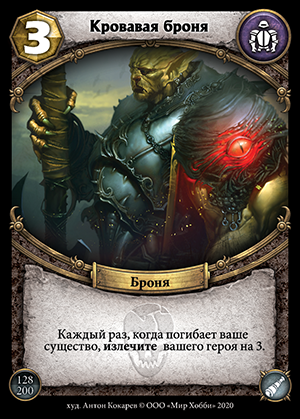 3
Кровавая броня
Броня
Каждый раз, когда погибает ваше
существо, излечите вашего героя на 3.
128
200
худ. Антон Кокарев © ООО «Мир Хобби» 2020